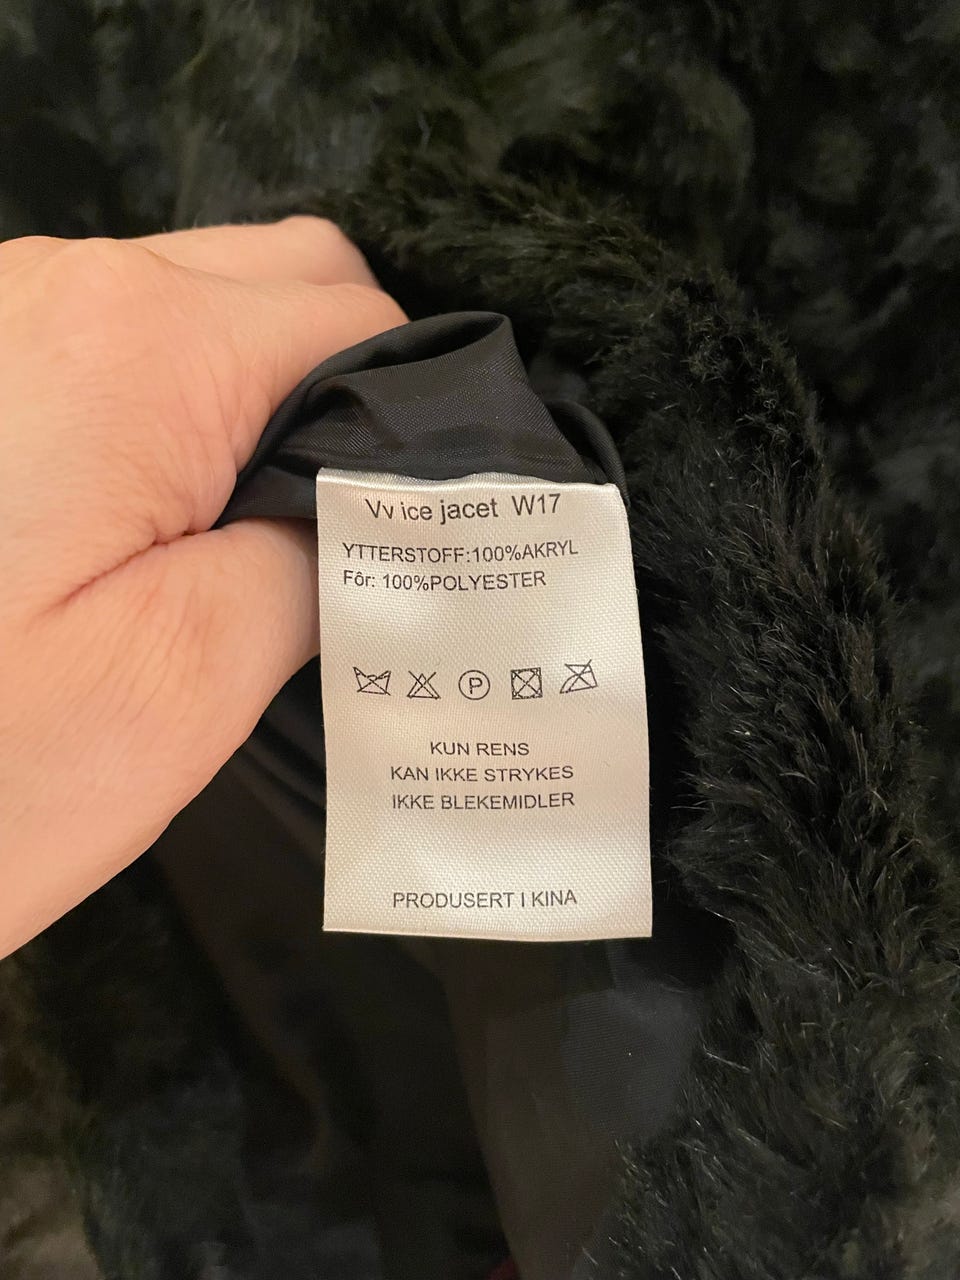 Vv ice jacet W17
YTTERSTOFF:100%AKRYL
Fôr: 100%POLYESTER
P
KUN RENS
KAN IKKE STRYKES
IKKE BLEKEMIDLER
PRODUSERT I KINA